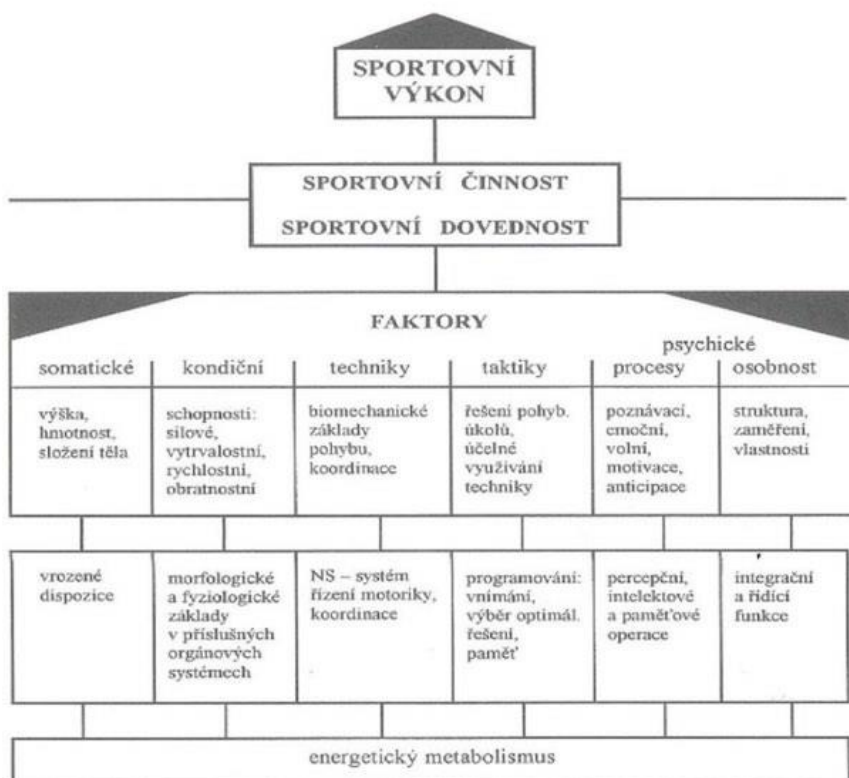 SPORTOVNÍ
VÝKON
SPORTOVNÍ ČINNOST
SPORTOVNÍ DOVEDNOST
FAKTORY
psychické
somatické
kondiční
techniky
taktiky
procesy
osobnost
výška,
hmotnost,
složení těla
schopnosti:
silové,
vytrvalostní,
rychlostní,
obratnostní
biomechanické
základy
pohybu,
koordinace
řešení pohyb.
úkolů,
účelné
využívání
techniky
poznávací,
emoční,
volní,
motivace,
anticipace
struktura,
zaměření,
vlastnosti
vrozené
dispozice
morfologické
a fyziologické
základy
v příslušných
orgánových
systémech
NS – systém
řízení motoriky,
koordinace
programování:
vnímání,
výběr optimál.
řešení,
paměť
percepční,
intelektové
a paměťové
operace
integrační
a řídící
funkce
energetický metabolismus